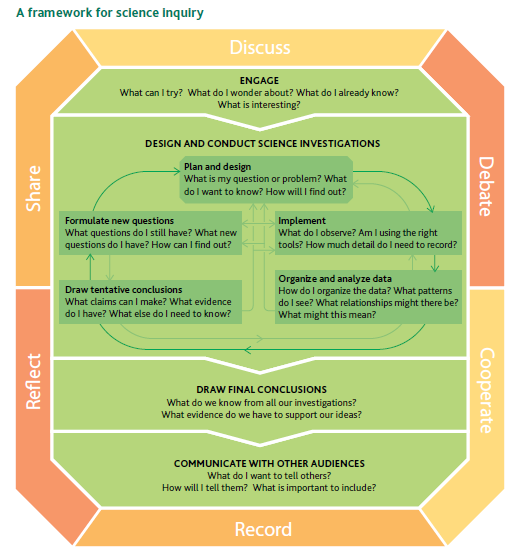 A framework for science inquiry
Discuss
ENGAGE
What can I try? What do I wonder about? What do I already know?
What is interesting?
Share
Debate
DESIGN AND CONDUCT SCIENCE INVESTIGATIONS
Plan and design
What is my question or problem? What
do I want to know? How will I find out?
Formulate new questions
What questions do I still have? What new
questions do I have? How can I find out?
Implement
What do I observe? Am I using the right
tools? How much detail do I need to record?
Draw tentative conclusions
What claims can I make? What evidence
do I have? What else do I need to know?
Organize and analyze data
How do I organize the data? What patterns
do I see? What relationships might there be?
What might this mean?
Reflect
Cooperate
DRAW FINAL CONCLUSIONS
What do we know from all our investigations?
What evidence do we have to support our ideas?
COMMUNICATE WITH OTHER AUDIENCES
What do I want to tell others?
How will I tell them? What is important to include?
Record